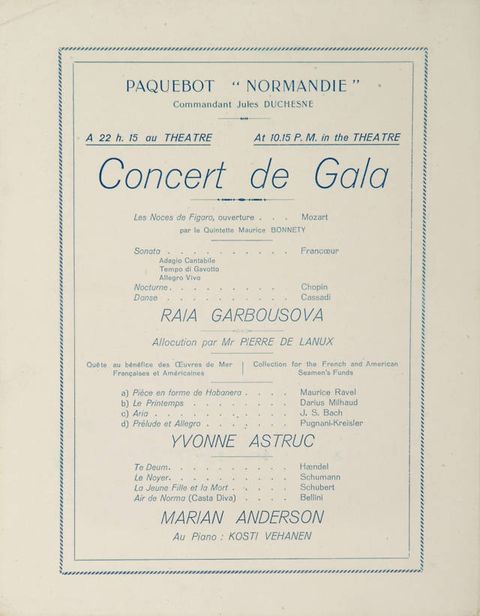 PAQUEBOT “ NORMANDIE ”
Commandant Jules DUCHESNE
A 22 h. 15 au THEATRE At 10.15 P. M. in the THEATRE
Concert de Gala
Les Noces de Figaro, ouverture . . . Mozart
par le Quintette Maurice BONNETY
Sonata . . . . . . . . . . Francœur
Adagio Cantabile
Tempo di Gavotta
Allegro Vivo
Nocturne . . . . . . . . . . Chopin
Danse . . . . . . . . . . Cassadi
RAIA GARBOUSOVA
Allocution par Mr PIERRE DE LANUX
Quête au bénéfice des Œuvres de Mer
Françaises et Américaines
Collection for the French and American
Seamen's Funds
a) Pièce en forme de Habanera . . . . Maurice Ravel
b) Le Printemps . . . . . . . . Darius Milhaud
c) Aria . . . . . . . . . . J. S. Bach
d) Prélude et Allegro . . . . . . Pugnani-Kreisler
YVONNE ASTRUC
Te Deum . . . . . . . . . . Hændel
Le Noyer . . . . . . . . . . Schumann
La Jeune Fille et la Mort . . . . . Schubert
Air de Norma (Casta Diva) . . . . Bellini
MARIAN ANDERSON
Au Piano : KOSTI VEHANEN